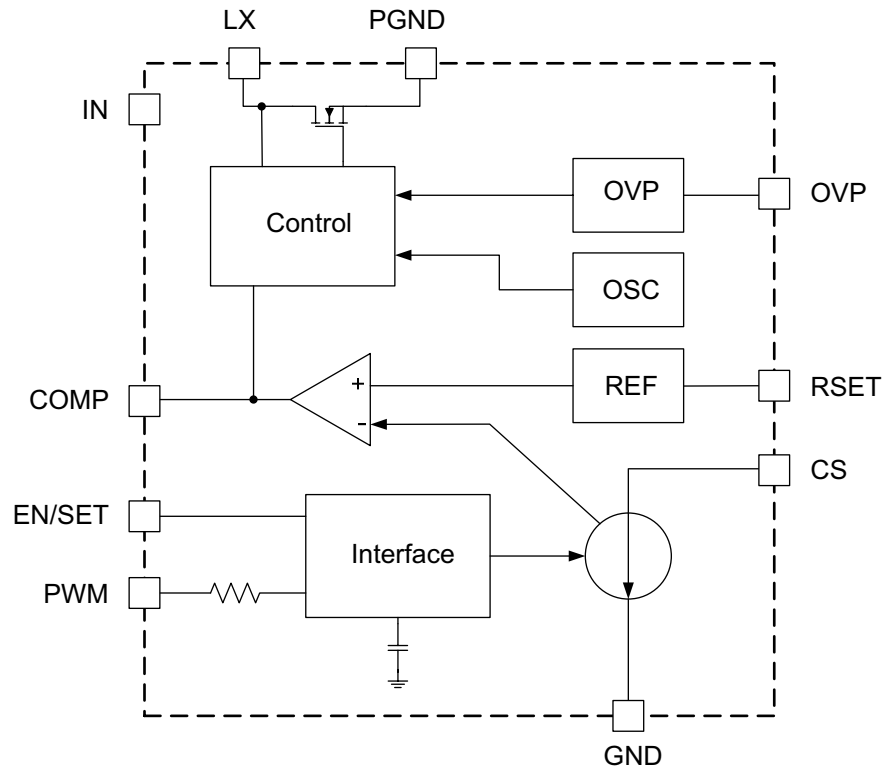 LX
PGND
IN
OVP
OVP
Control
OSC
COMP
+
-
REF
RSET
CS
EN/SET
Interface
PWM
GND